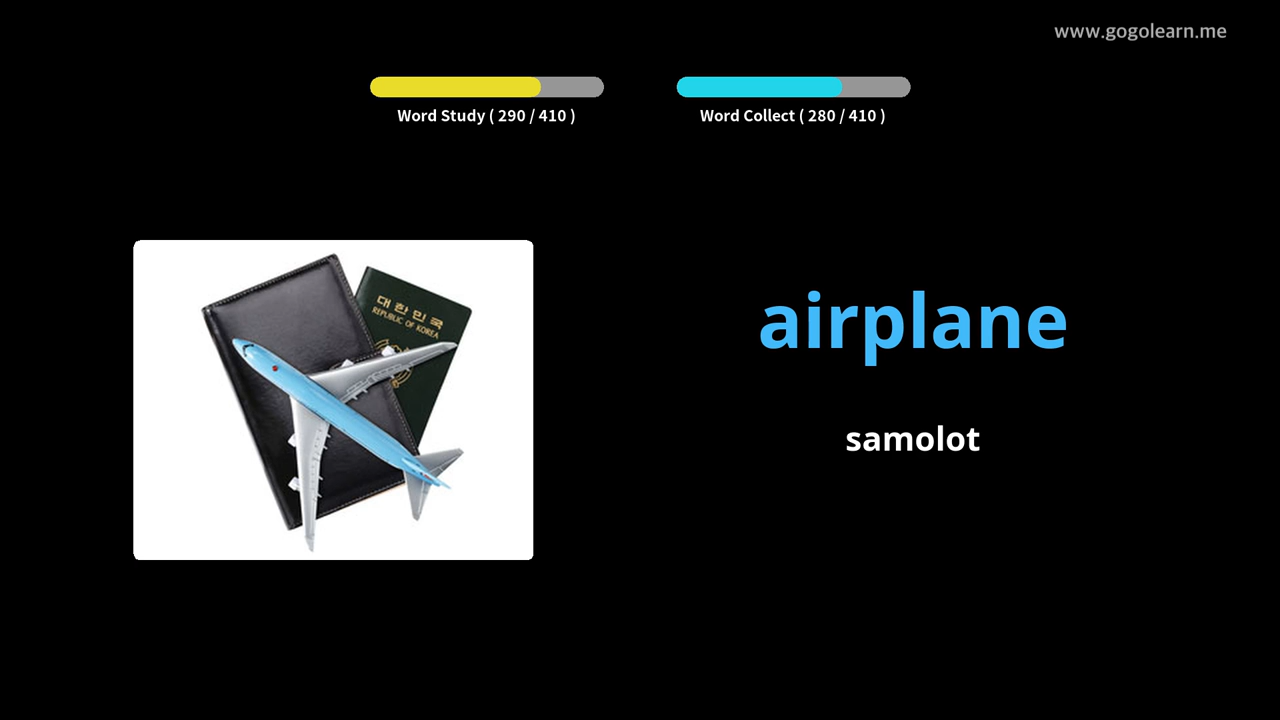 www.gogolearn.me
Word Study ( 290 / 410 )
Word Collect ( 280 / 410 )
대한민국
REPUBLIC OF KOREA
airplane
samolot